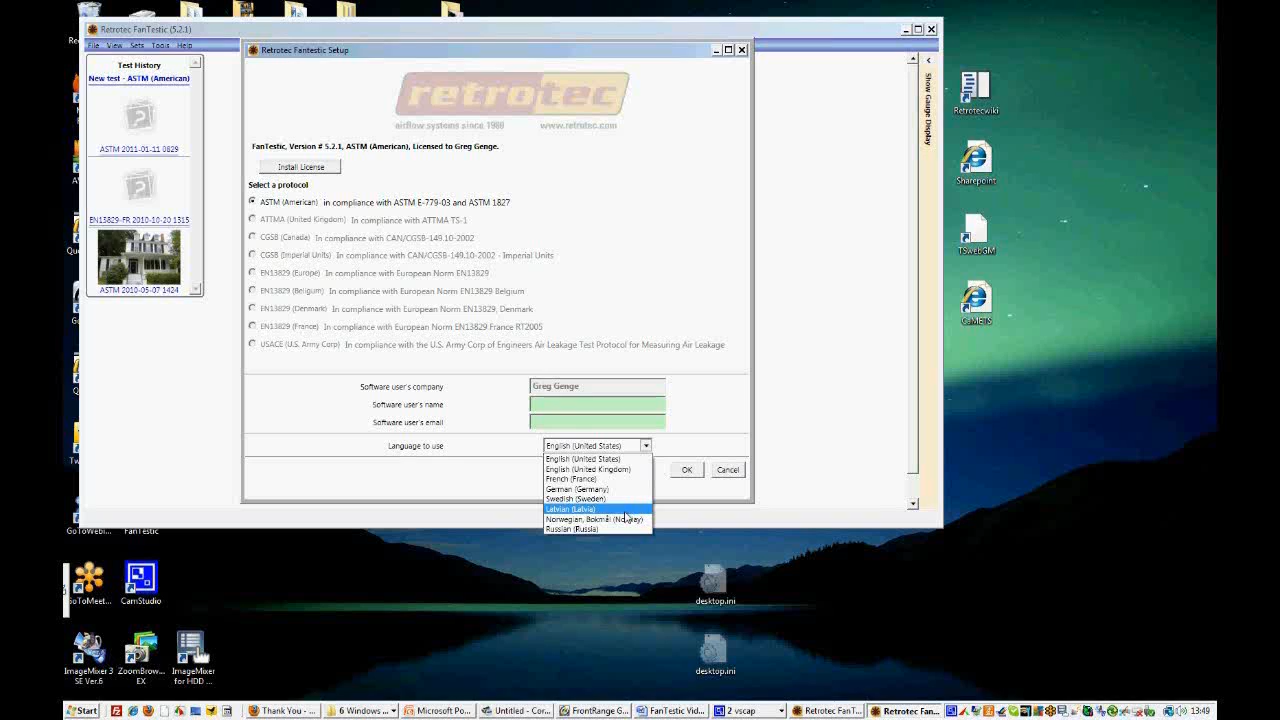 Retrotec FanTestic (5.2.1)
File View Sets Tools Help
Test History
New test - ASTM (American)
ASTM 2011-01-11 0829
EN13829-FR 2010-10-20 1315
ASTM 2010-05-07 1424
Retrotec Fantestic Setup
retrotec
airflow systems since 1980 www.retrotec.com
FanTestic, Version # 5.2.1, ASTM (American), Licensed to Greg Genge.
Install License
Select a protocol
ASTM (American) in compliance with ASTM E-779-03 and ASTM 1827
ATTMA (United Kingdom) In compliance with ATTMA TS-1
CGSB (Canada) In compliance with CAN/CGSB-149.10-2002
CGSB (Imperial Units) In compliance with CAN/CGSB-149.10-2002 - Imperial Units
EN13829 (Europe) In compliance with European Norm EN13829
EN13829 (Belgium) In compliance with European Norm EN13829 Belgium
EN13829 (Denmark) In compliance with European Norm EN13829, Denmark
EN13829 (France) In compliance with European Norm EN13829 France RT2005
USACE (U.S. Army Corp) In compliance with the U.S. Army Corp of Engineers Air Leakage Test Protocol for Measuring Air Leakage
Software user's company Greg Genge
Software user's name
Software user's email
Language to use English (United States)
English (United States)
English (United Kingdom)
French (France)
German (Germany)
Swedish (Sweden)
Latvian (Latvia)
Norwegian, Bokmål (Norway)
Russian (Russia)
OK Cancel
Show Gauge Display
Retrotecwiki
Sharepoint
TSwebGM
CaMETS
GoToWebin...
GoToMeet...
CamStudio
desktop.ini
ImageMixer 3 SE Ver.6
ZoomBrow... EX
ImageMixer for HDD ...
desktop.ini
Start
Thank You - ...
6 Windows ...
Microsoft Po...
Untitled - Cor...
FrontRange G...
FanTestic Vid...
2 vscap
Retrotec FanT...
Retrotec Fan...
13:49